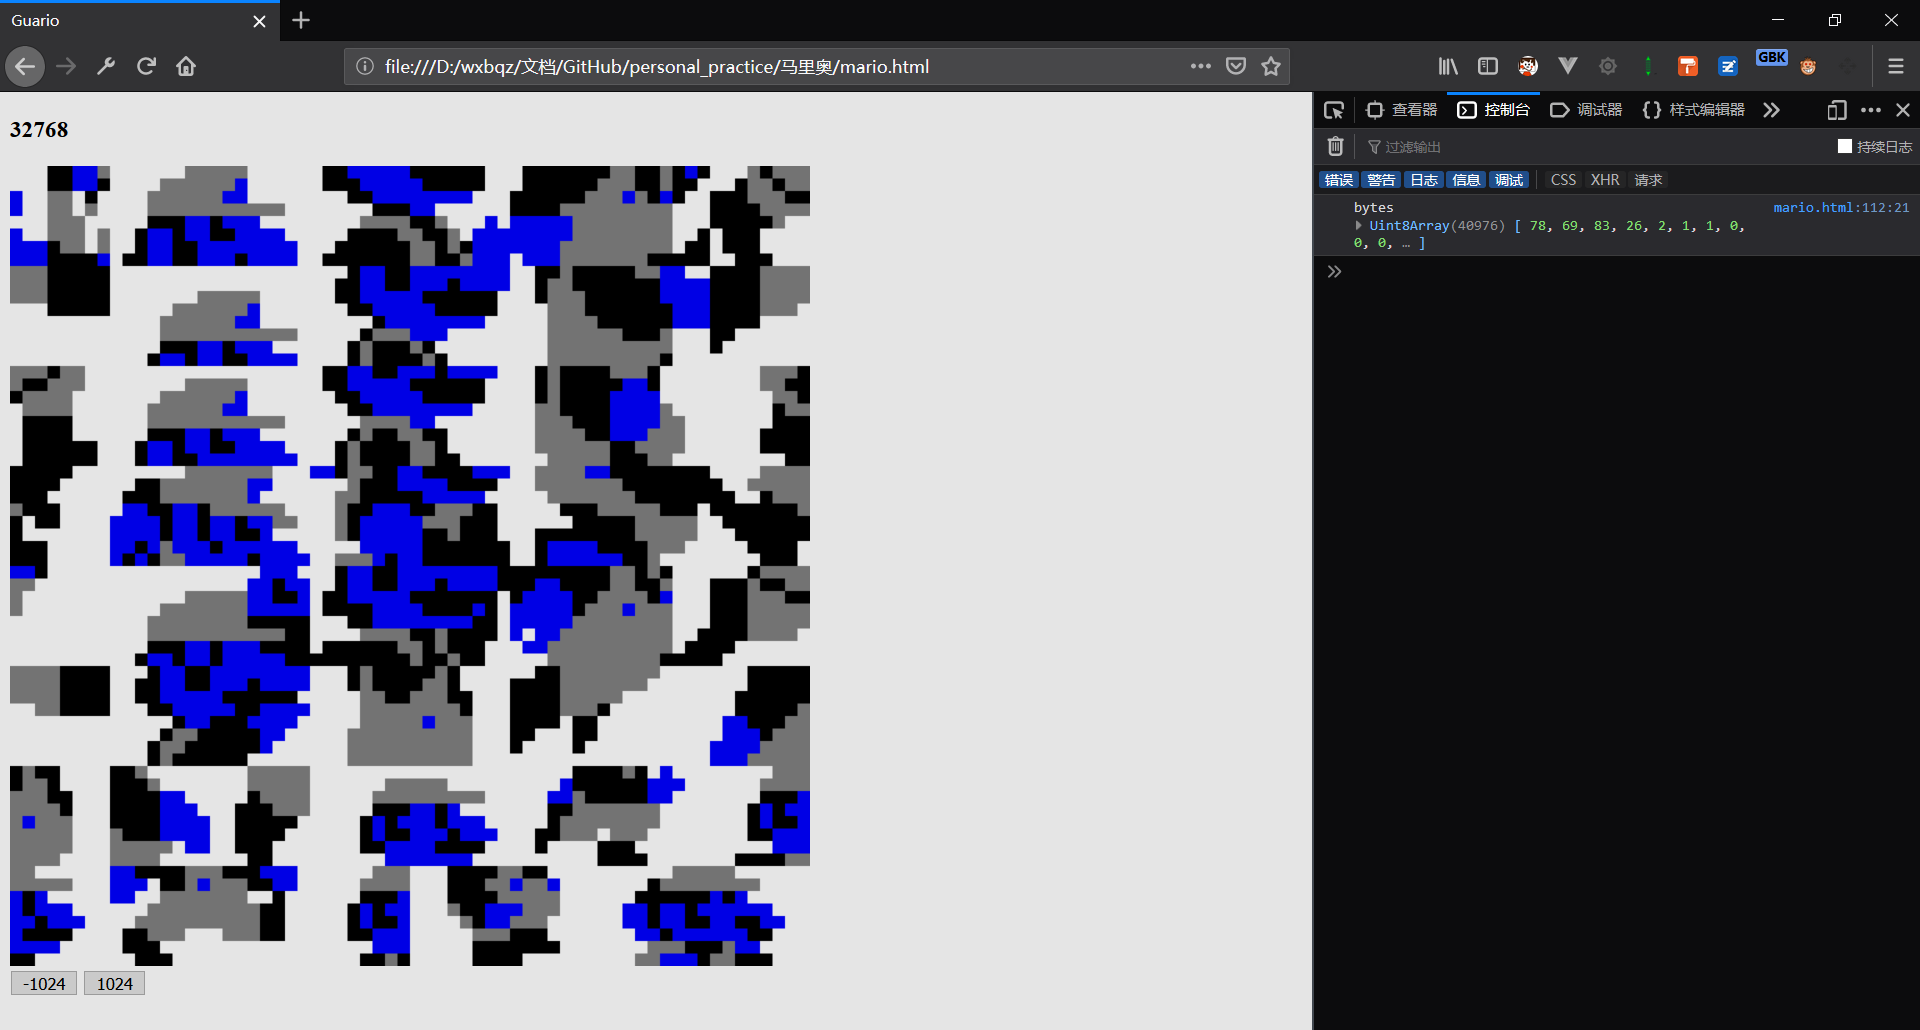 Guario
file:///D:/wxbqz/文档/GitHub/personal_practice/马里奥/mario.html
GBK
查看器 控制台 调试器 {} 样式编辑器
过滤输出 持续日志
错误 警告 日志 信息 调试 CSS XHR 请求
bytes mario.html:112:21
Uint8Array(40976) [ 78, 69, 83, 26, 2, 1, 1, 0,
0, 0, … ]
32768
-1024 1024